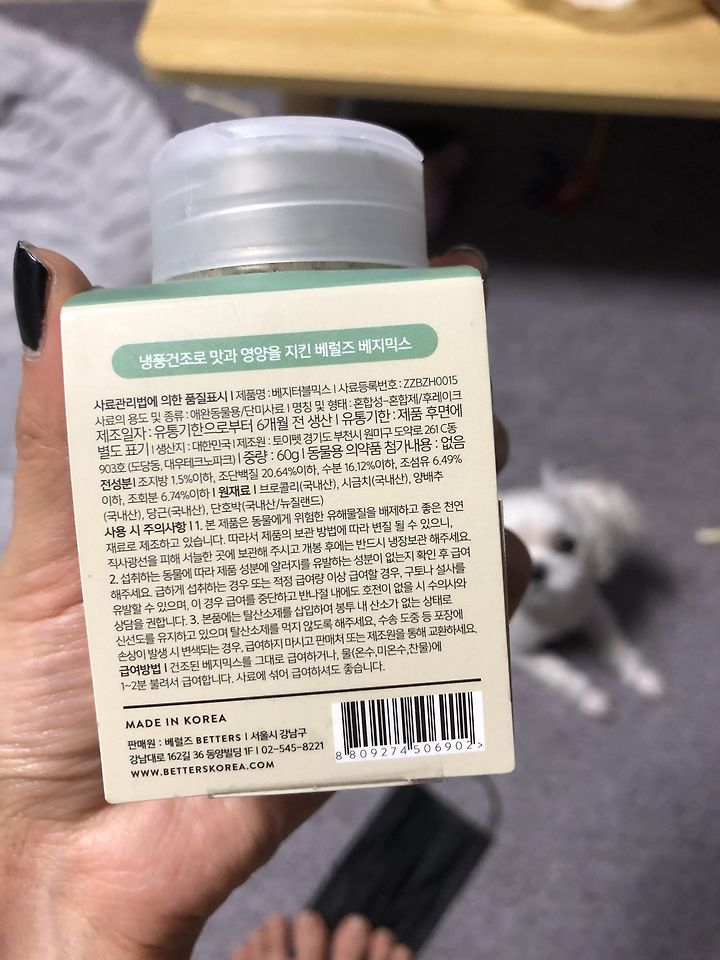 냉풍건조로 맛과 영양을 지킨 베럴즈 베지믹스
사료관리법에 의한 품질표시 | 제품명 : 베지터블믹스 | 사료등록번호 : ZZBZH0015
사료의 용도 및 종류 : 애완동물용/단미사료 | 명칭 및 형태 : 혼합성-혼합제/후레이크
제조일자 : 유통기한으로부터 6개월 전 생산 | 유통기한 : 제품 후면에
별도 표기 | 생산지 : 대한민국 | 제조원 : 토이펫 경기도 부천시 원미구 도약로 261 C동
903호 (도당동, 대우테크노파크) | 중량 : 60g | 동물용 의약품 첨가내용 : 없음
전성분 | 조지방 1.5%이하, 조단백질 20.64%이상, 수분 16.12%이하, 조섬유 6.49%
이하, 조회분 6.74%이하 | 원재료 | 브로콜리(국내산), 시금치(국내산), 양배추
(국내산), 당근(국내산), 단호박(국내산/뉴질랜드)
사용 시 주의사항 | 1. 본 제품은 동물에게 위험한 유해물질을 배제하고 좋은 천연
재료로 제조하고 있습니다. 따라서 제품의 보관 방법에 따라 변질 될 수 있으니,
직사광선을 피해 서늘한 곳에 보관해 주시고 개봉 후에는 반드시 냉장보관 해주세요.
2. 섭취하는 동물에 따라 제품 성분에 알러지를 유발하는 성분이 없는지 확인 후 급여
해주세요. 급하게 섭취하는 경우 또는 적정 급여량 이상 급여할 경우, 구토나 설사를
유발할 수 있으며, 이 경우 급여를 중단하고 반나절 내에도 호전이 없을 시 수의사와
상담을 권합니다. 3. 본품에는 탈산소제를 삽입하여 봉투 내 산소가 없는 상태로
신선도를 유지하고 있으며 탈산소제를 먹지 않도록 해주세요, 수송 도중 등 포장에
손상이 발생 시 변색되는 경우, 급여하지 마시고 판매처 또는 제조원을 통해 교환하세요.
급여방법 | 건조된 베지믹스를 그대로 급여하거나, 물(온수,미온수,찬물)에
1~2분 불려서 급여합니다. 사료에 섞어 급여하셔도 좋습니다.
MADE IN KOREA
판매원 : 베럴즈 BETTERS | 서울시 강남구
강남대로 162길 36 동양빌딩 1F | 02-545-8221
WWW.BETTERSKOREA.COM
8 809274 506902 >